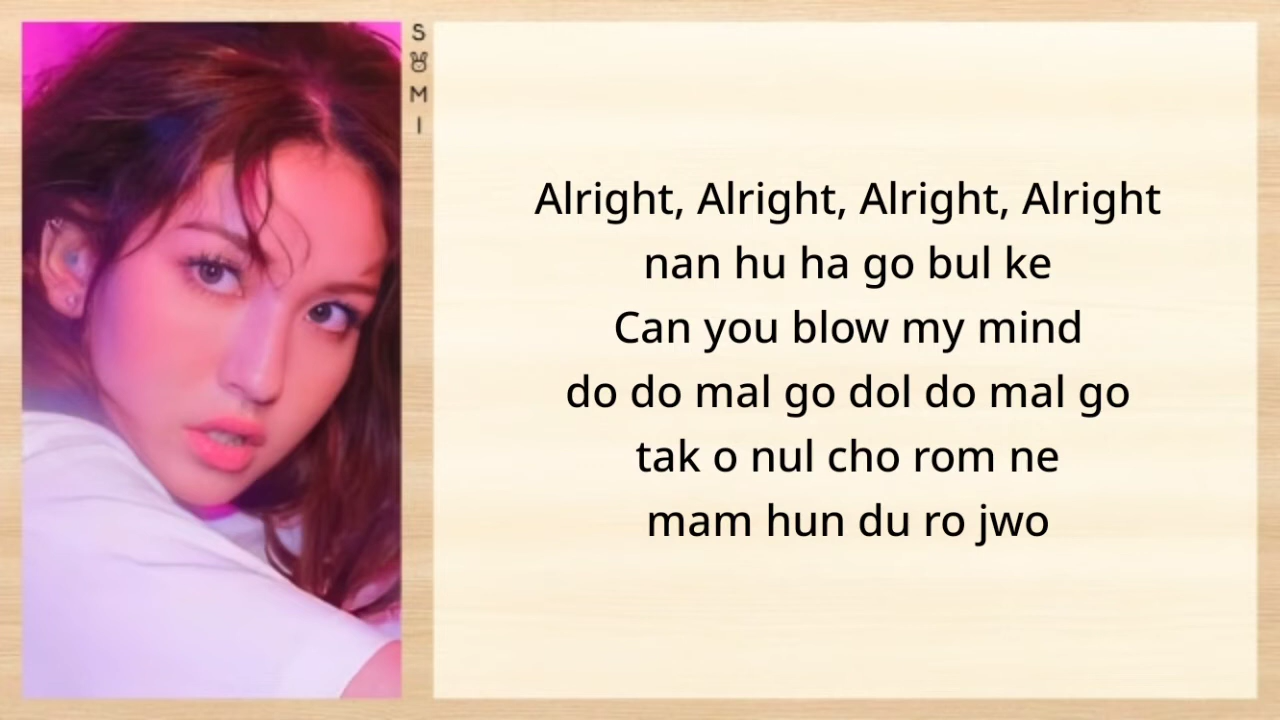 S
M
I
Alright, Alright, Alright, Alright
nan hu ha go bul ke
Can you blow my mind
do do mal go dol do mal go
tak o nul cho rom ne
mam hun du ro jwo